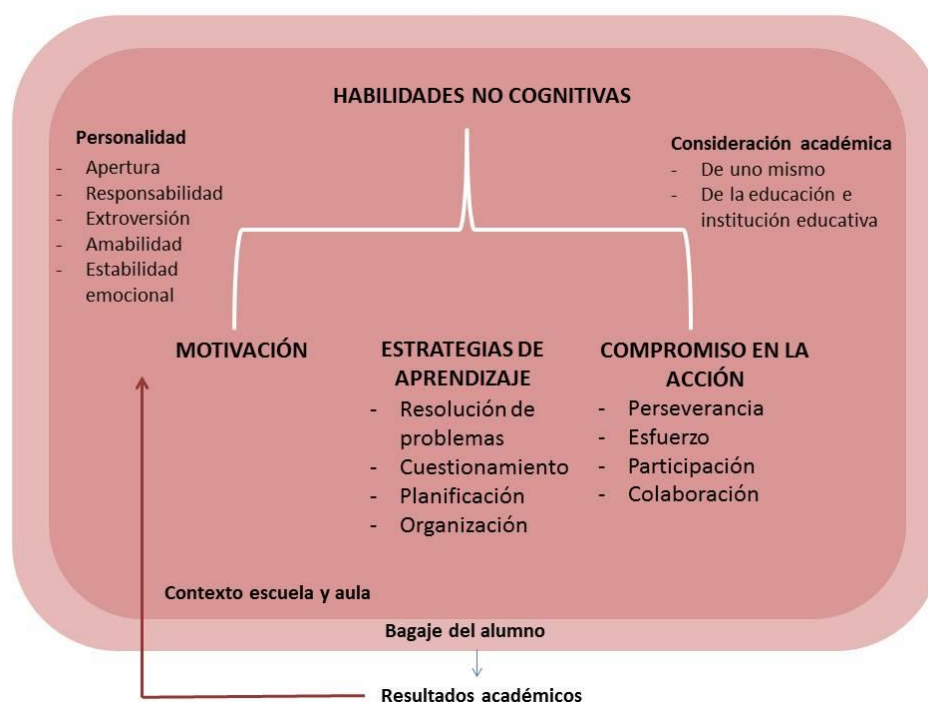 HABILIDADES NO COGNITIVAS
Personalidad
- Apertura
- Responsabilidad
- Extroversión
- Amabilidad
- Estabilidad
emocional
Consideración académica
- De uno mismo
- De la educación e
institución educativa
MOTIVACIÓN
ESTRATEGIAS DE
APRENDIZAJE
- Resolución de
problemas
- Cuestionamiento
- Planificación
- Organización
COMPROMISO EN LA
ACCIÓN
- Perseverancia
- Esfuerzo
- Participación
- Colaboración
Contexto escuela y aula
Bagaje del alumno
Resultados académicos